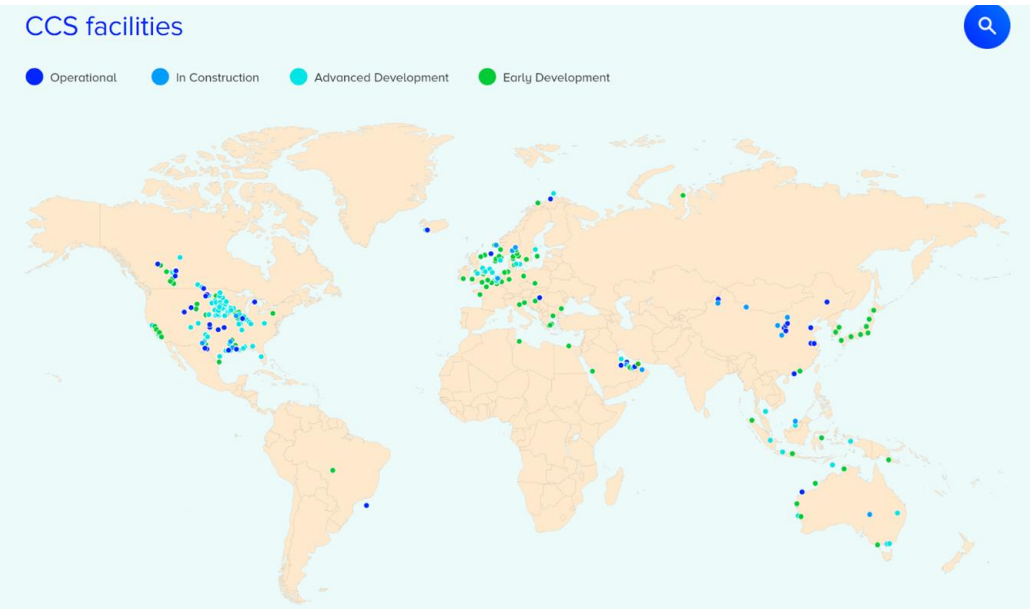 CCS facilities
Operational
In Construction
Advanced Development
Early Development